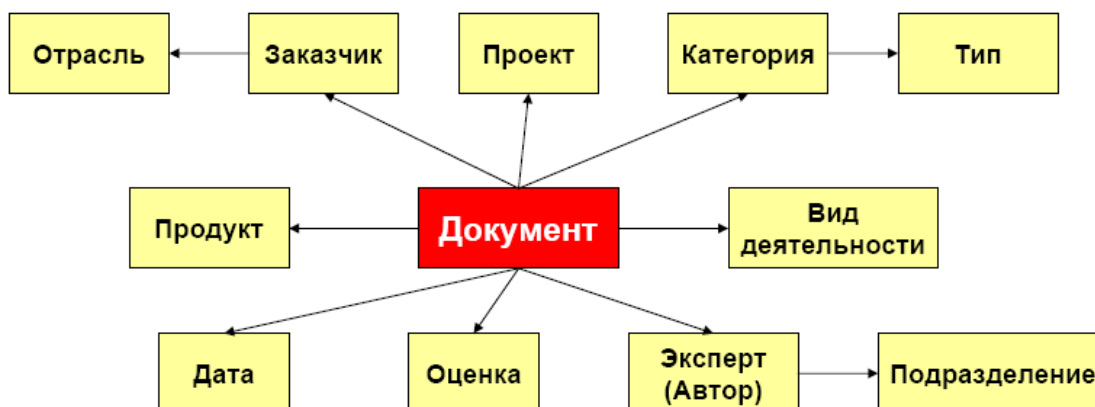 Отрасль
Заказчик
Проект
Категория
Тип
Продукт
Документ
Вид
деятельности
Дата
Оценка
Эксперт
(Автор)
Подразделение